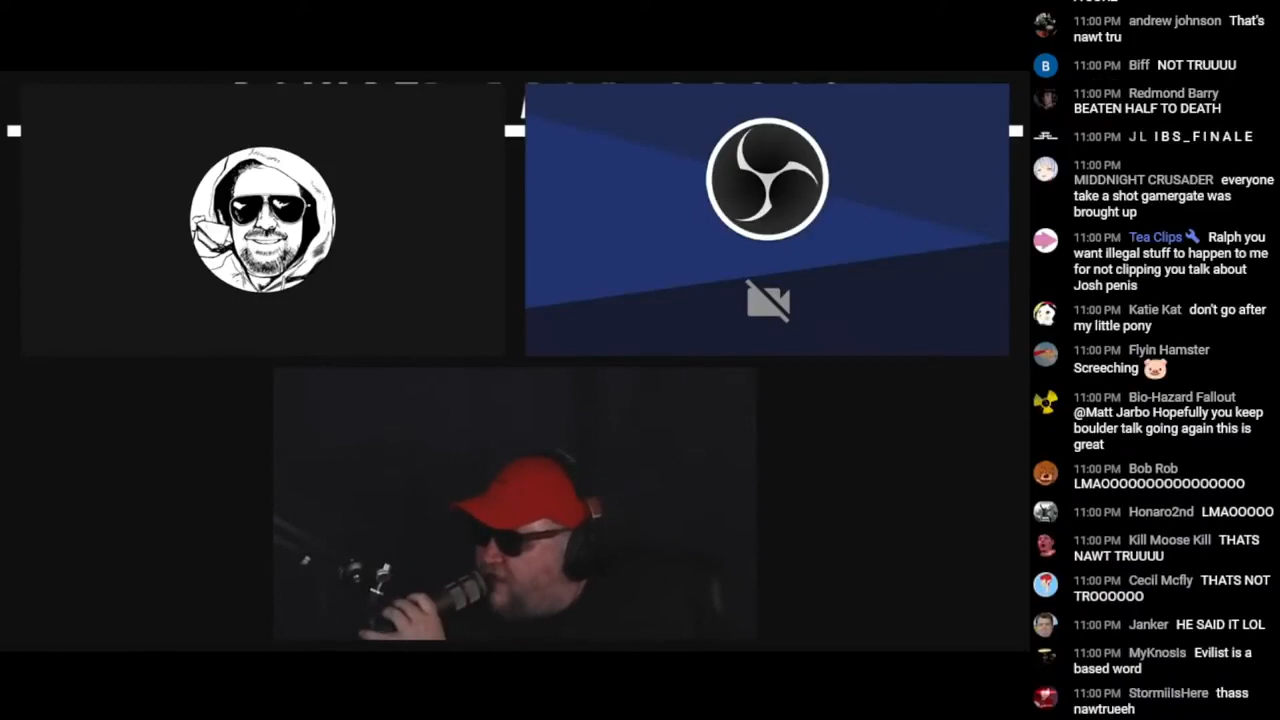 11:00 PM andrew johnson That's
nawt tru
B
11:00 PM Biff NOT TRUUUU
11:00 PM Redmond Barry
BEATEN HALF TO DEATH
11:00 PM J L I B S _ F I N A L E
11:00 PM
MIDDNIGHT CRUSADER everyone
take a shot gamergate was
brought up
11:00 PM Tea Clips Ralph you
want illegal stuff to happen to me
for not clipping you talk about
Josh penis
11:00 PM Katie Kat don't go after
my little pony
11:00 PM Flyin Hamster
Screeching
11:00 PM Bio-Hazard Fallout
@Matt Jarbo Hopefully you keep
boulder talk going again this is
great
11:00 PM Bob Rob
LMAOOOOOOOOOOOOOOOO
11:00 PM Honaro2nd LMAOOOOO
11:00 PM Kill Moose Kill THATS
NAWT TRUUUU
11:00 PM Cecil Mcfly THATS NOT
TROOOOOO
11:00 PM Janker HE SAID IT LOL
11:00 PM MyKnosIs Evilist is a
based word
11:00 PM StormiiIsHere thass
nawtrueeh